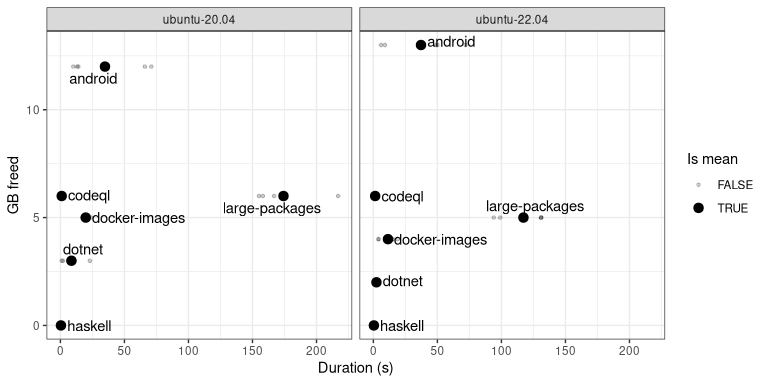 ubuntu-20.04
ubuntu-22.04
GB freed
10
5
0
android
codeql
large-packages
docker-images
dotnet
haskell
android
codeql
large-packages
docker-images
dotnet
haskell
0 50 100 150 200
0 50 100 150 200
Duration (s)
Is mean
FALSE
TRUE